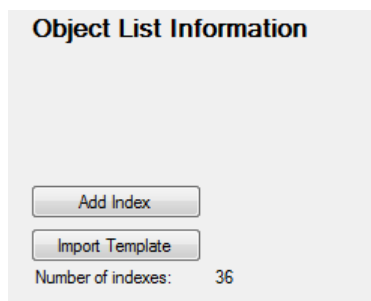 Object List Information
Add Index
Import Template
Number of indexes: 36